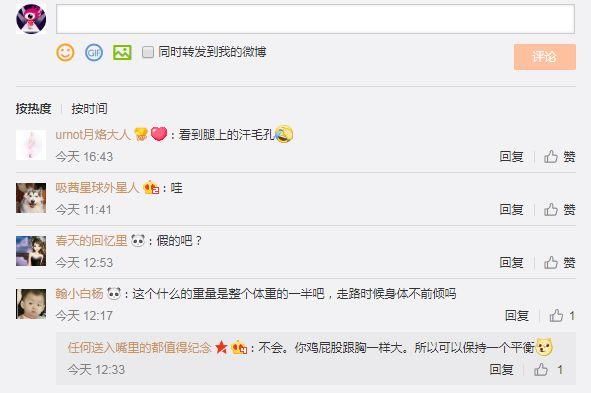 GIF 同时转发到我的微博 评论
按热度 按时间
urnot月烙大人：看到腿上的汗毛孔
今天 16:43 回复 赞
吸茜星球外星人：哇
今天 11:41 回复 赞
春天的回忆里：假的吧？
今天 12:53 回复 赞
翰小白杨：这个什么的重量是整个体重的一半吧，走路时候身体不前倾吗
今天 12:17 回复 1
任何送入嘴里的都值得纪念：不会。你鸡屁股跟胸一样大。所以可以保持一个平衡
今天 12:33 回复 1